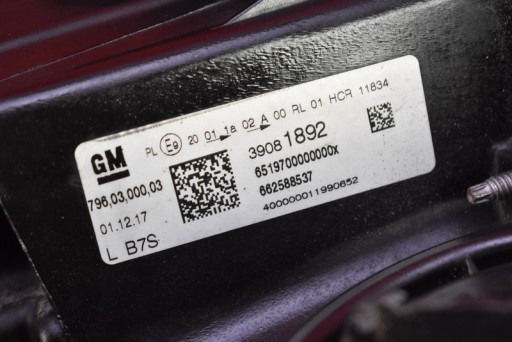 GM
PL E9 20 01 1a 02 A 00 RL 01 HCR 11834
39081892
6519700000000X
662588537
400000011990652
796.03.000.03
01.12.17
L B7S